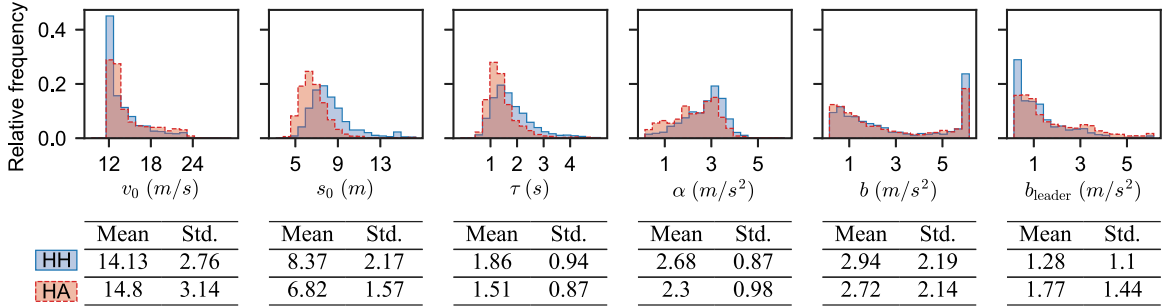 Relative frequency
0.4
0.2
0.0
12 18 24
5 9 13
1 2 3 4
1 3 5
1 3 5
1 3 5
v₀ (m/s)
s₀ (m)
τ (s)
α (m/s²)
b (m/s²)
b_leader (m/s²)
Mean Std. Mean Std. Mean Std. Mean Std. Mean Std. Mean Std.
HH 14.13 2.76 8.37 2.17 1.86 0.94 2.68 0.87 2.94 2.19 1.28 1.1
HA 14.8 3.14 6.82 1.57 1.51 0.87 2.3 0.98 2.72 2.14 1.77 1.44